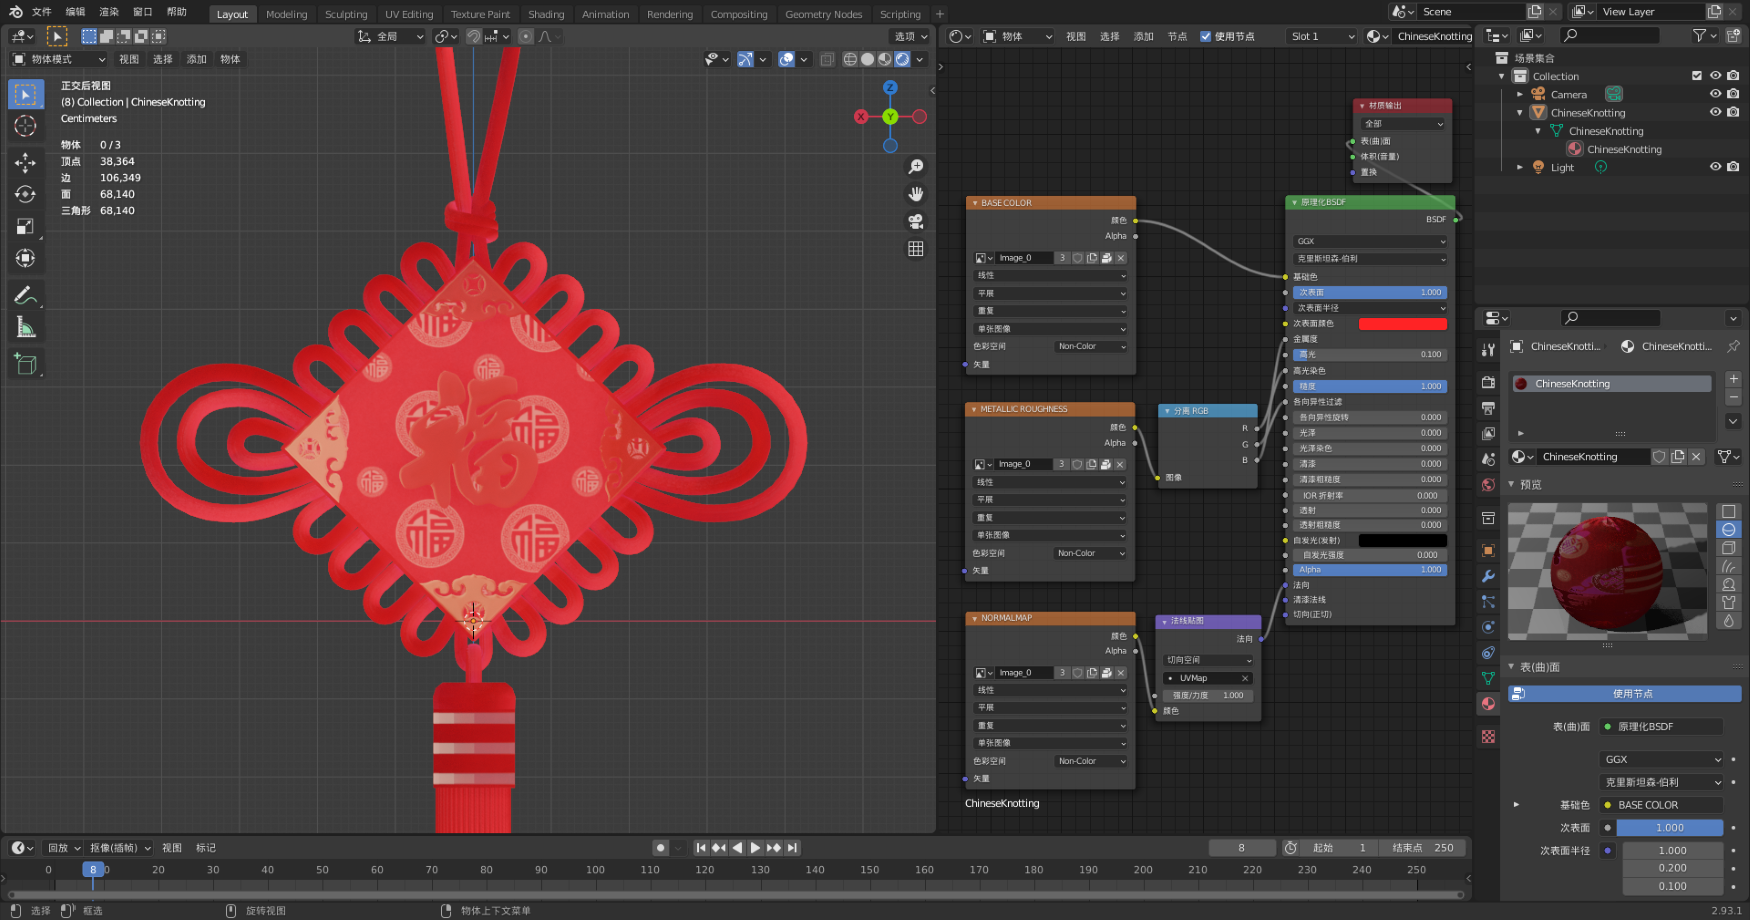 文件 编辑 渲染 窗口 帮助 Layout Modeling Sculpting UV Editing Texture Paint Shading Animation Rendering Compositing Geometry Nodes Scripting + Scene View Layer
全局 选项
物体模式 视图 选择 添加 物体
正交后视图
(8) Collection | ChineseKnotting
Centimeters
物体 0 / 3
顶点 38,364
边 106,349
面 68,140
三角形 68,140
Z
X Y
福
物体 视图 选择 添加 节点 使用节点 Slot 1 ChineseKnotting
材质输出
全部
表(曲)面
体积(音量)
置换
BASE COLOR
颜色
Alpha
Image_0 3
线性
平展
重复
单张图像
色彩空间 Non-Color
矢量
METALLIC ROUGHNESS
颜色
Alpha
Image_0 3
线性
平展
重复
单张图像
色彩空间 Non-Color
矢量
分离 RGB
R
G
B
图像
NORMALMAP
颜色
Alpha
Image_0 3
线性
平展
重复
单张图像
色彩空间 Non-Color
矢量
法线贴图
法向
切向空间
UVMap
强度/力度 1.000
颜色
原理化BSDF
BSDF
GGX
克里斯坦森-伯利
基础色
次表面 1.000
次表面半径
次表面颜色
金属度
高光 0.100
高光染色
糙度 1.000
各向异性过滤
各向异性旋转 0.000
光泽 0.000
光泽染色 0.000
清漆 0.000
清漆粗糙度 0.000
IOR 折射率 0.000
透射 0.000
透射粗糙度 0.000
自发光(发射)
自发光强度 0.000
Alpha 1.000
法向
清漆法线
切向(正切)
ChineseKnotting
场景集合
Collection
Camera
ChineseKnotting
ChineseKnotting
ChineseKnotting
Light
ChineseKnotti... ChineseKnotti...
ChineseKnotting
ChineseKnotting
预览
表(曲)面
使用节点
表(曲)面 原理化BSDF
GGX
克里斯坦森-伯利
基础色 BASE COLOR
次表面 1.000
次表面半径 1.000
0.200
0.100
回放 抠像(插帧) 视图 标记 8 起始 1 结束点 250
0 8 20 30 40 50 60 70 80 90 100 110 120 130 140 150 160 170 180 190 200 210 220 230 240 250
选择 框选 旋转视图 物体上下文菜单 2.93.1